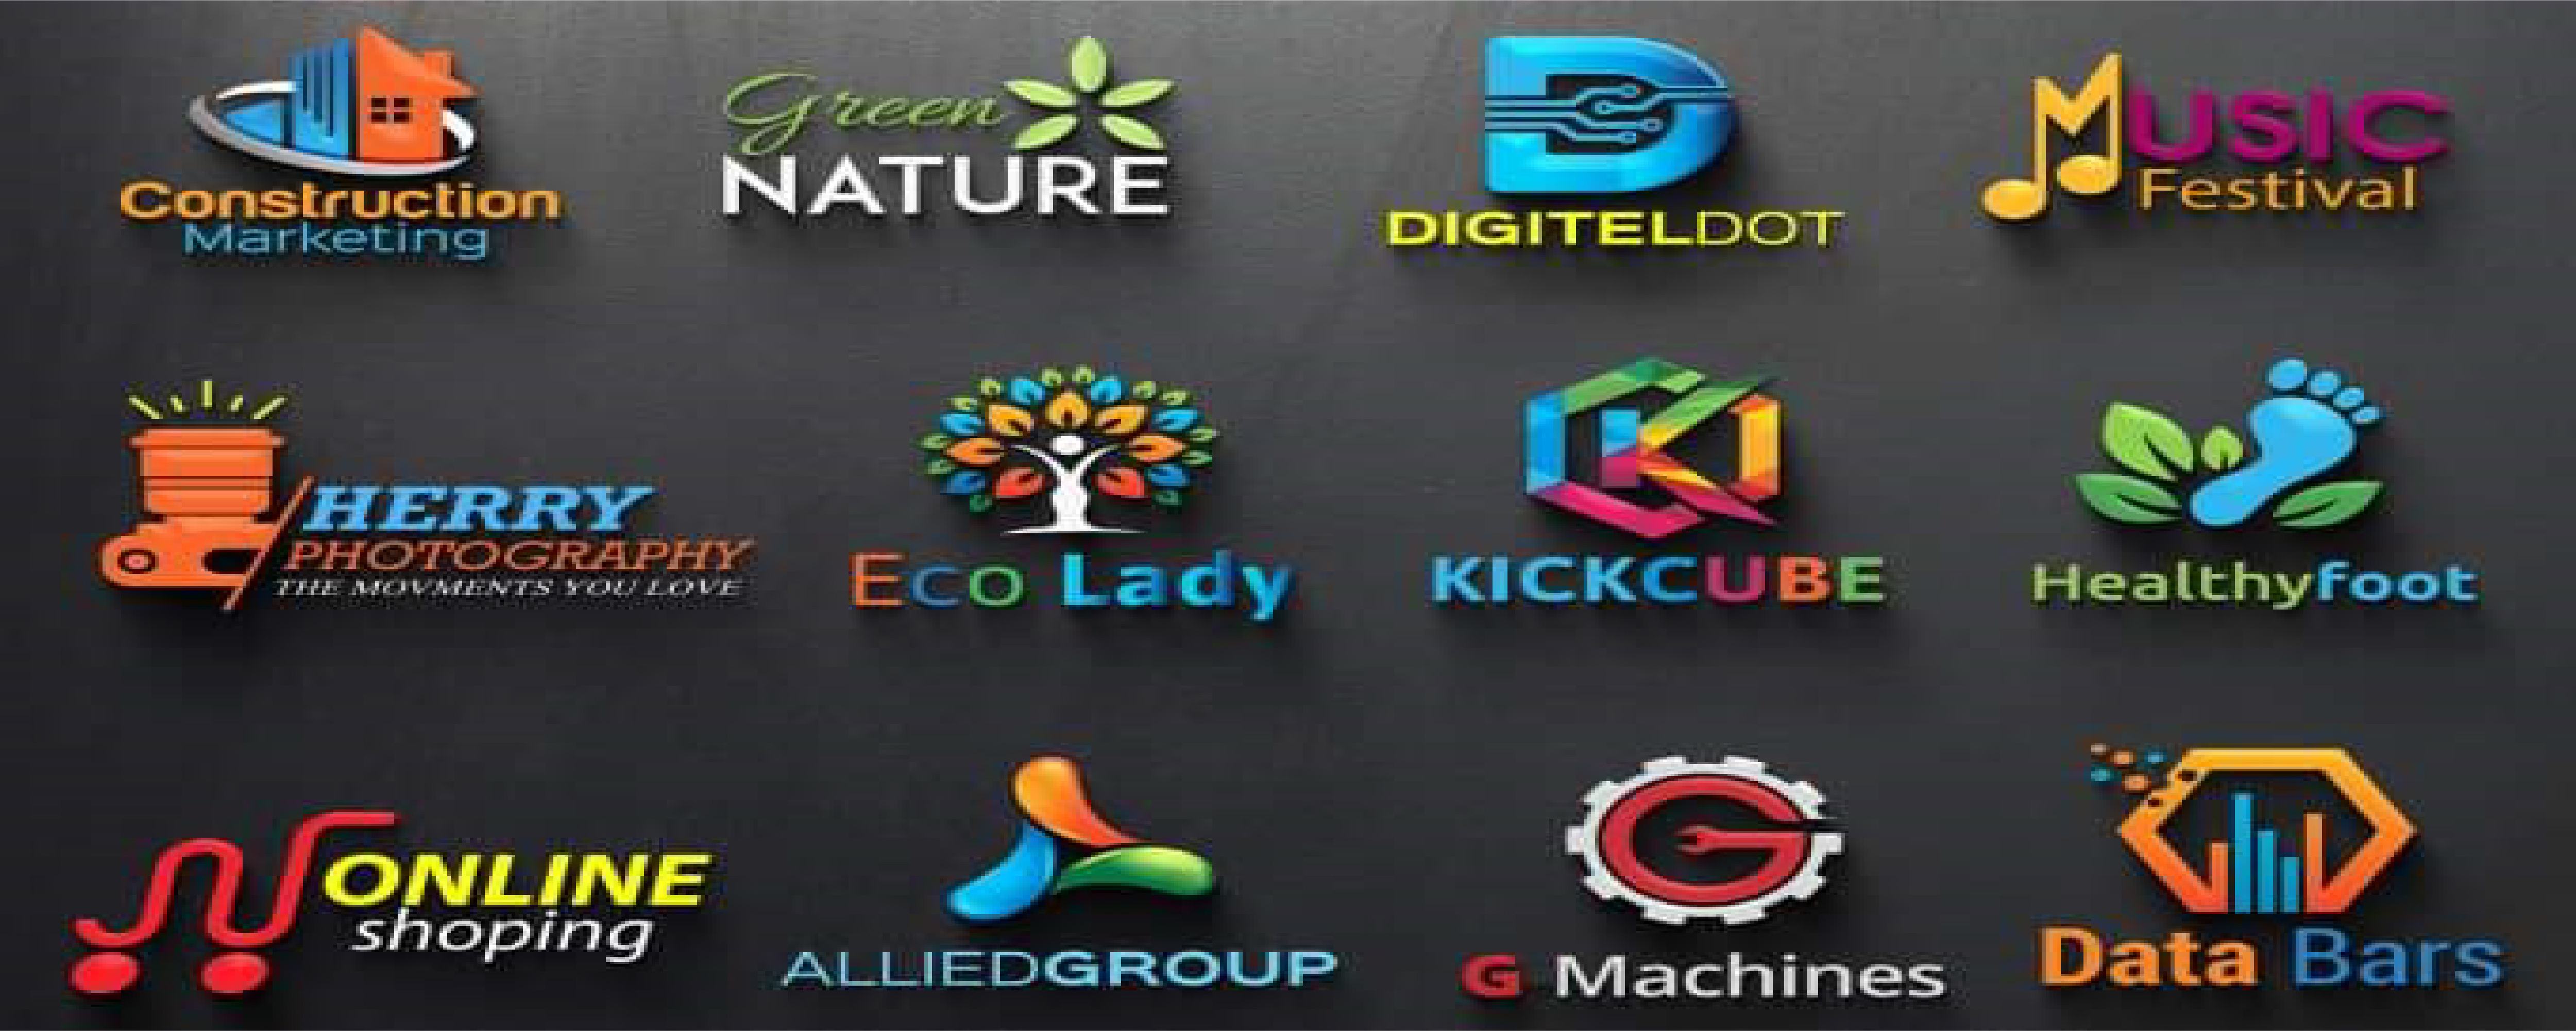 Construction
Marketing
Green
NATURE
DIGITELDOT
MUSIC
Festival
HERRY
PHOTOGRAPHY
THE MOVMENTS YOU LOVE
Eco Lady
KICKCUBE
Healthyfoot
ONLINE
shoping
ALLIEDGROUP
G Machines
Data Bars